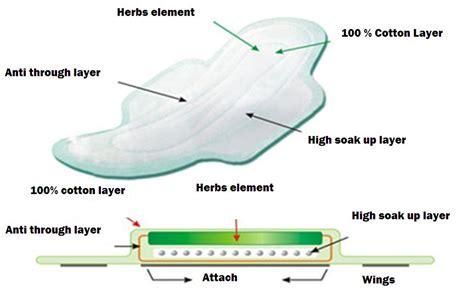 Herbs element
100 % Cotton Layer
Anti through layer
High soak up layer
100% cotton layer
Herbs element
Anti through layer
High soak up layer
Attach
Wings